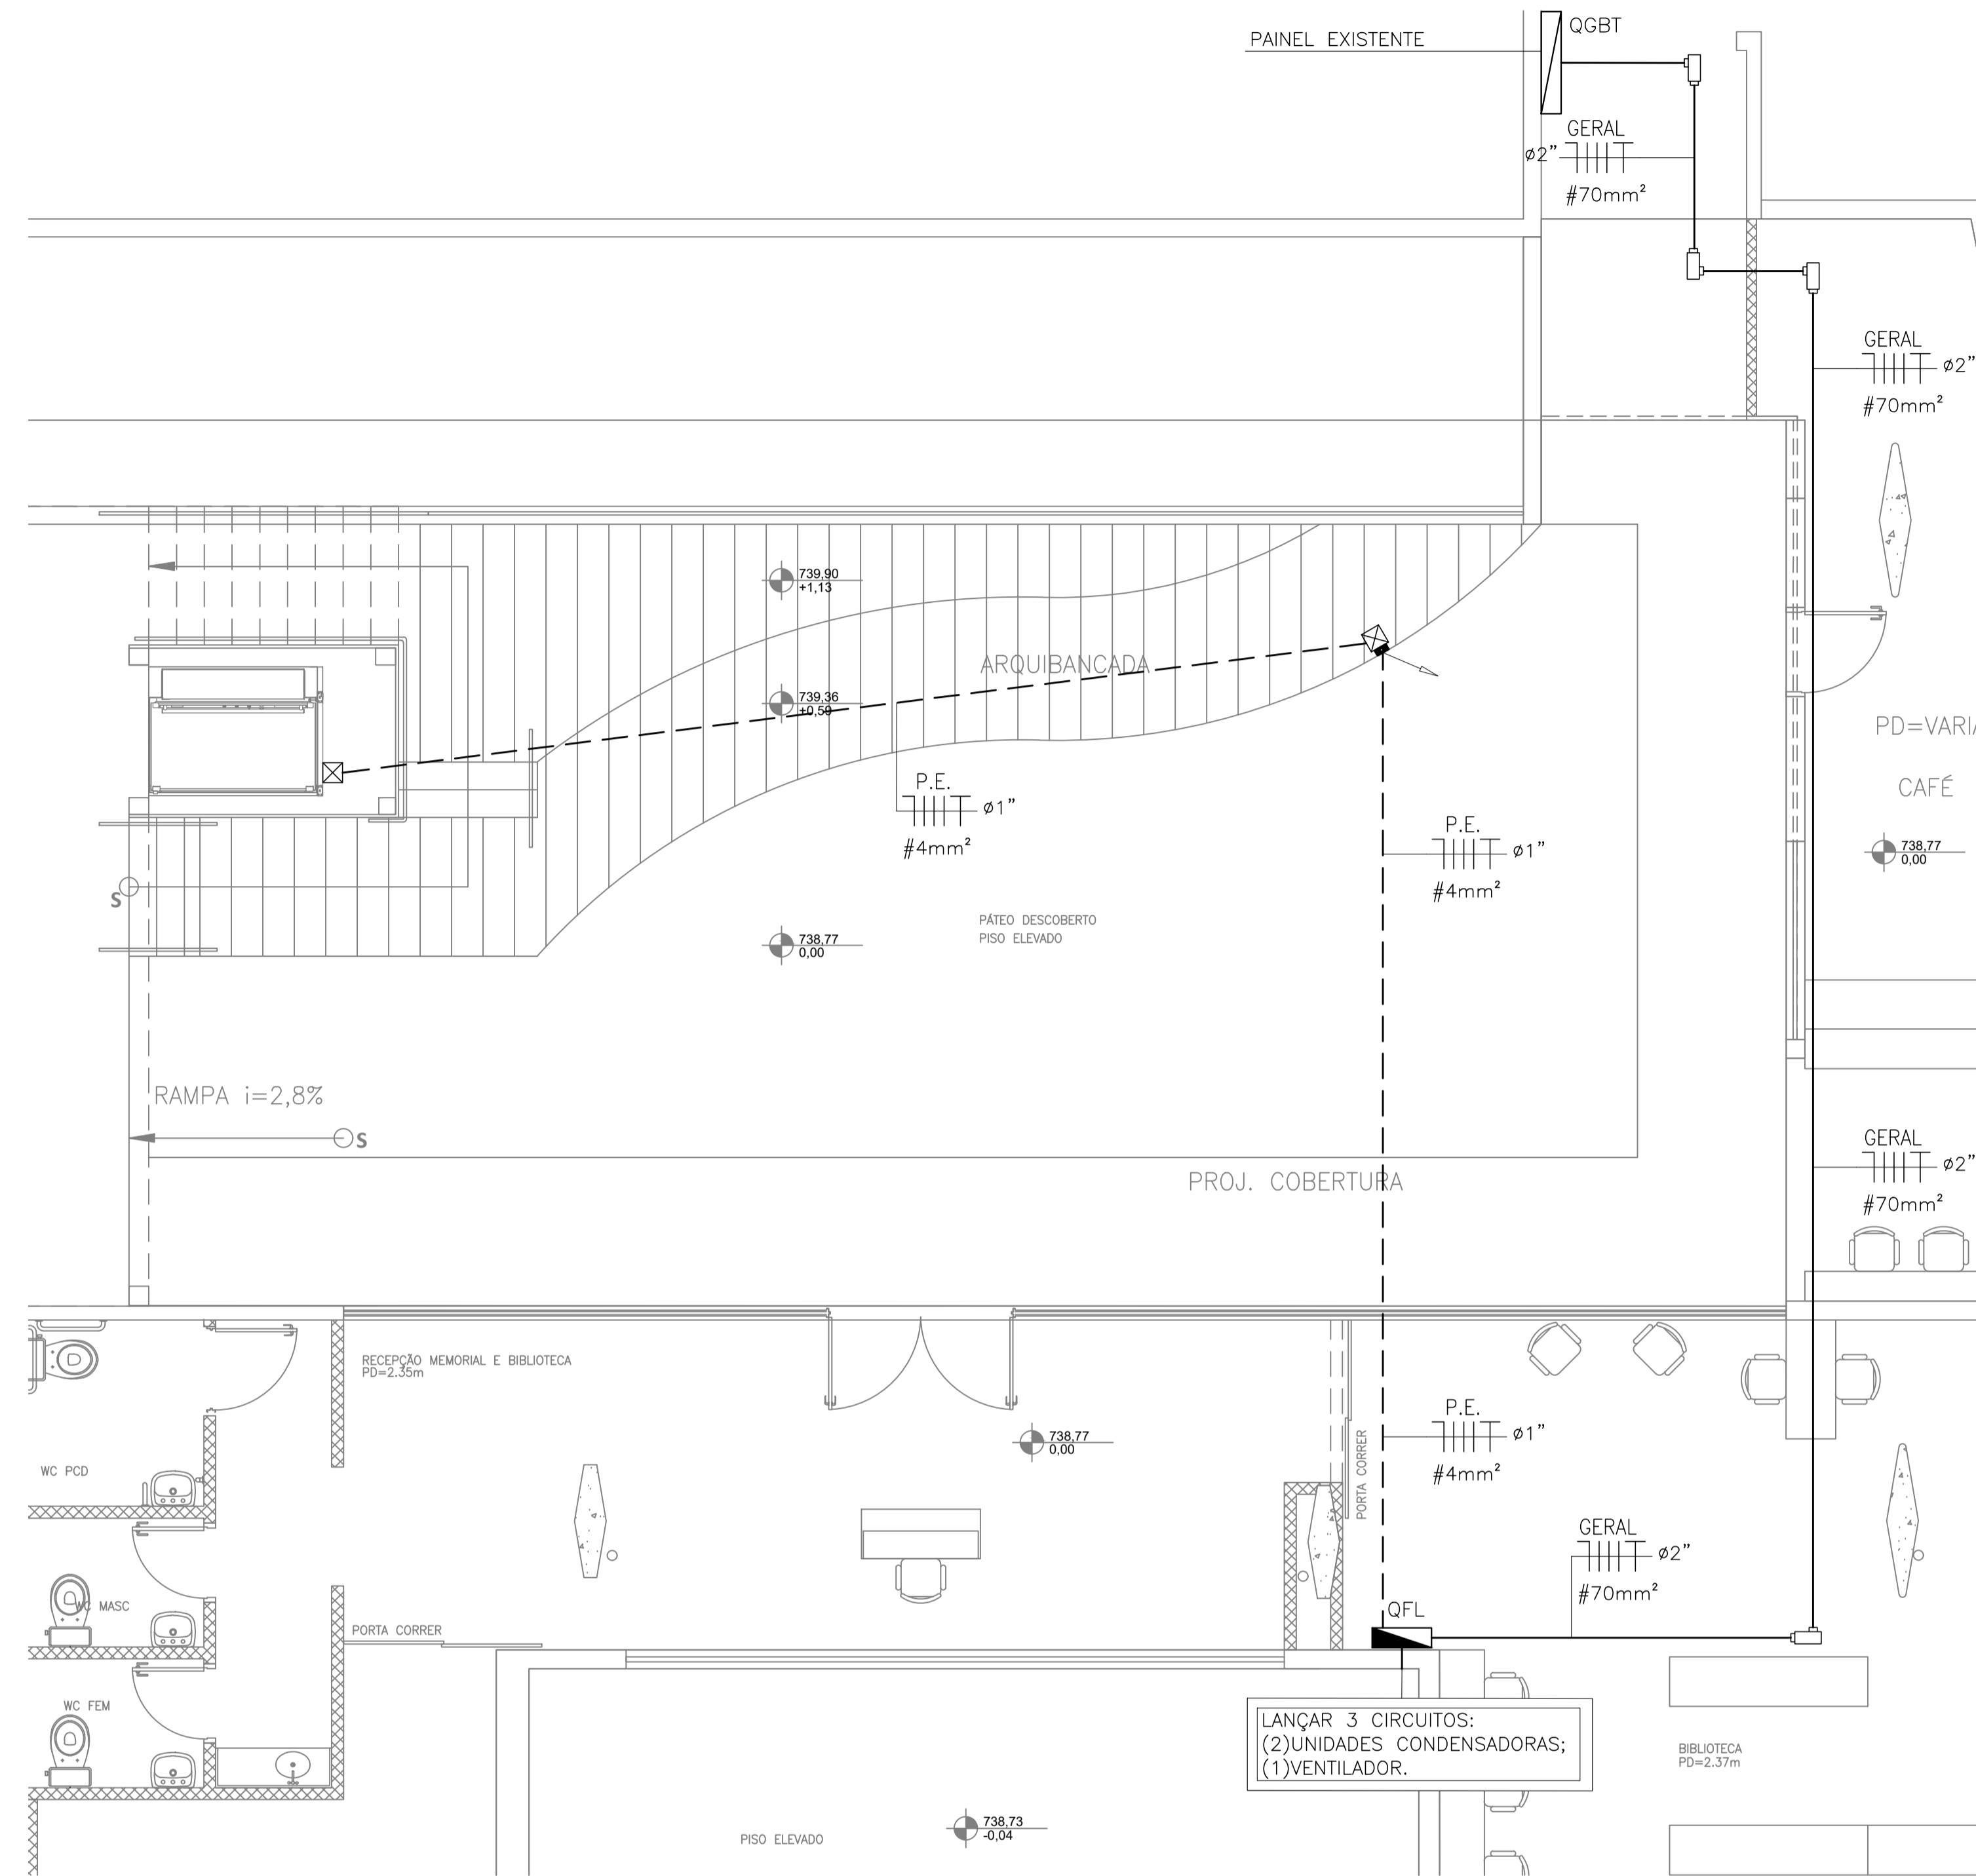 QGBT
PAINEL EXISTENTE
GERAL
ø2"
#70mm²
GERAL
ø2"
#70mm²
739,90
+1,13
ARQUIBANCADA
739,36
+0,59
PD=VARIA
CAFÉ
P.E.
ø1"
#4mm²
P.E.
ø1"
#4mm²
738,77
0,00
S
PÁTEO DESCOBERTO
PISO ELEVADO
738,77
0,00
RAMPA i=2,8%
S
GERAL
ø2"
#70mm²
PROJ. COBERTURA
RECEPÇÃO MEMORIAL E BIBLIOTECA
PD=2.35m
P.E.
ø1"
#4mm²
738,77
0,00
PORTA CORRER
WC PCD
GERAL
ø2"
#70mm²
WC MASC
QFL
PORTA CORRER
WC FEM
LANÇAR 3 CIRCUITOS:
(2)UNIDADES CONDENSADORAS;
(1)VENTILADOR.
BIBLIOTECA
PD=2.37m
738,73
-0,04
PISO ELEVADO